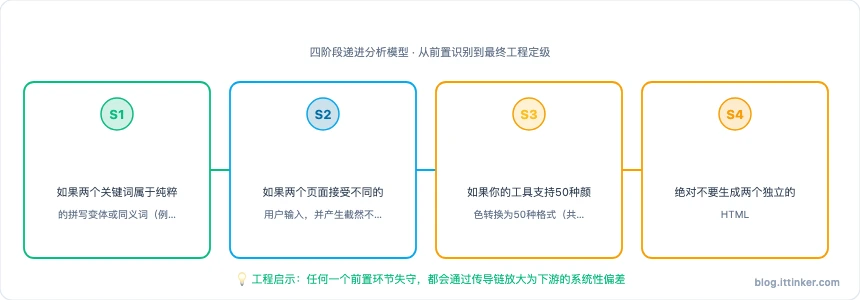 四阶段递进分析模型 · 从前置识别到最终工程定级
S1
如果两个关键词属于纯粹
的拼写变体或同义词（例...
S2
如果两个页面接受不同的
用户输入，并产生截然不...
S3
如果你的工具支持50种颜
色转换为50种格式（共...
S4
绝对不要生成两个独立的
HTML
💡 工程启示：任何一个前置环节失守，都会通过传导链放大为下游的系统性偏差
blog.ittinker.com